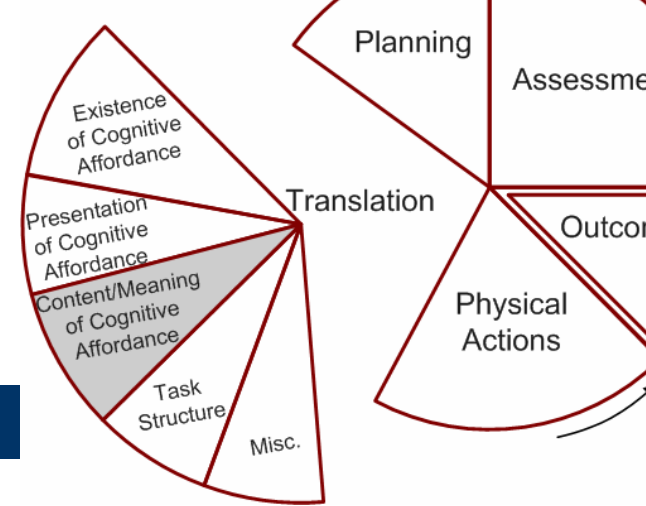 Planning
Assessme
Existence
of Cognitive
Affordance
Translation
Presentation
of Cognitive
Affordance
Outcor
Content/Meaning
of Cognitive
Affordance
Physical
Actions
Task
Structure
Misc.